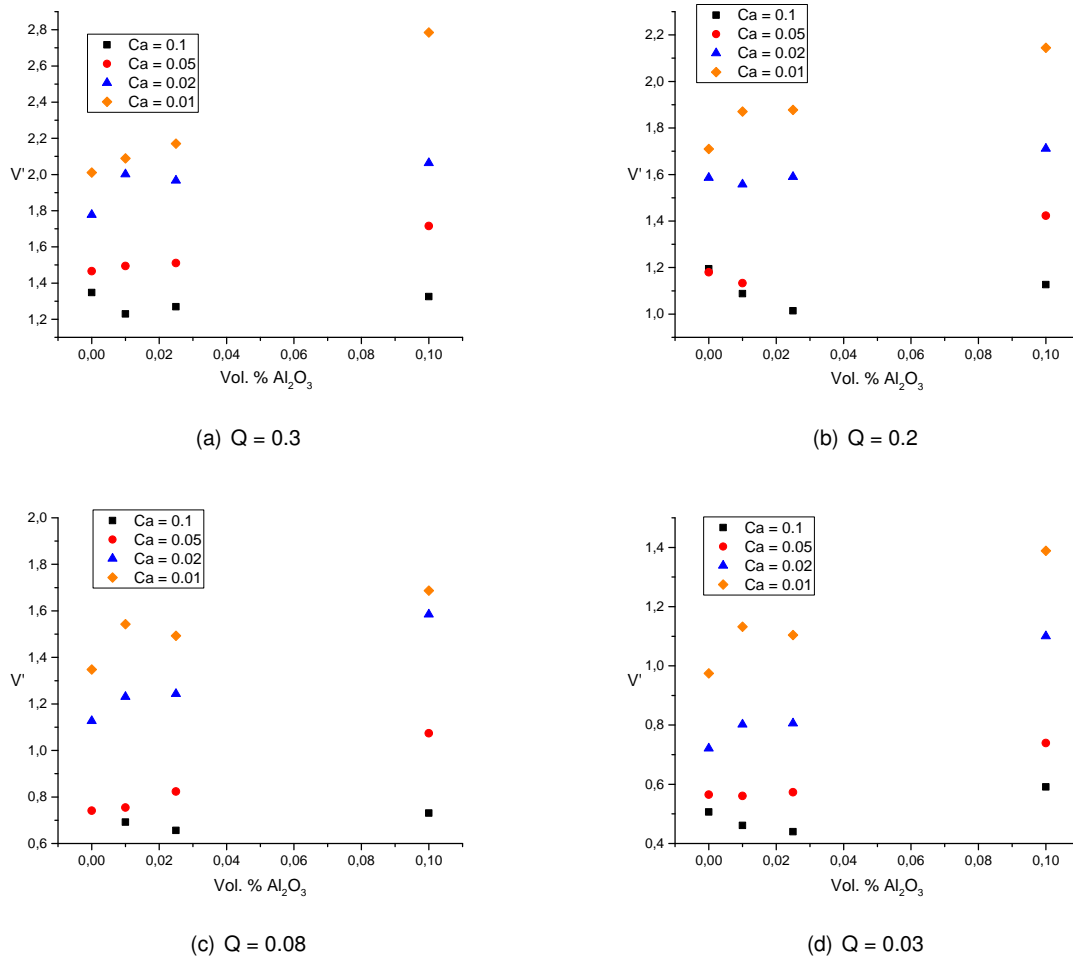 2,8
2,6
2,4
2,2
2,0
1,8
1,6
1,4
1,2
V'
Ca = 0.1
Ca = 0.05
Ca = 0.02
Ca = 0.01
0,00 0,02 0,04 0,06 0,08 0,10
Vol. % Al₂O₃
(a) Q = 0.3
2,2
2,0
1,8
1,6
1,4
1,2
1,0
V'
Ca = 0.1
Ca = 0.05
Ca = 0.02
Ca = 0.01
0,00 0,02 0,04 0,06 0,08 0,10
Vol. % Al₂O₃
(b) Q = 0.2
2,0
1,8
1,6
1,4
1,2
1,0
0,8
0,6
V'
Ca = 0.1
Ca = 0.05
Ca = 0.02
Ca = 0.01
0,00 0,02 0,04 0,06 0,08 0,10
Vol. % Al₂O₃
(c) Q = 0.08
1,4
1,2
1,0
0,8
0,6
0,4
V'
Ca = 0.1
Ca = 0.05
Ca = 0.02
Ca = 0.01
0,00 0,02 0,04 0,06 0,08 0,10
Vol. % Al₂O₃
(d) Q = 0.03